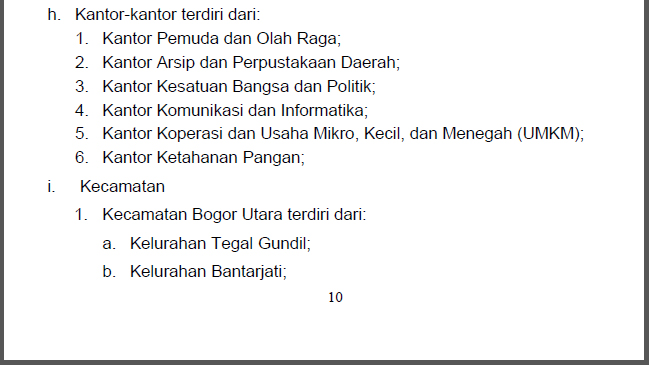 h. Kantor-kantor terdiri dari:
1. Kantor Pemuda dan Olah Raga;
2. Kantor Arsip dan Perpustakaan Daerah;
3. Kantor Kesatuan Bangsa dan Politik;
4. Kantor Komunikasi dan Informatika;
5. Kantor Koperasi dan Usaha Mikro, Kecil, dan Menegah (UMKM);
6. Kantor Ketahanan Pangan;
i. Kecamatan
1. Kecamatan Bogor Utara terdiri dari:
a. Kelurahan Tegal Gundil;
b. Kelurahan Bantarjati;
10